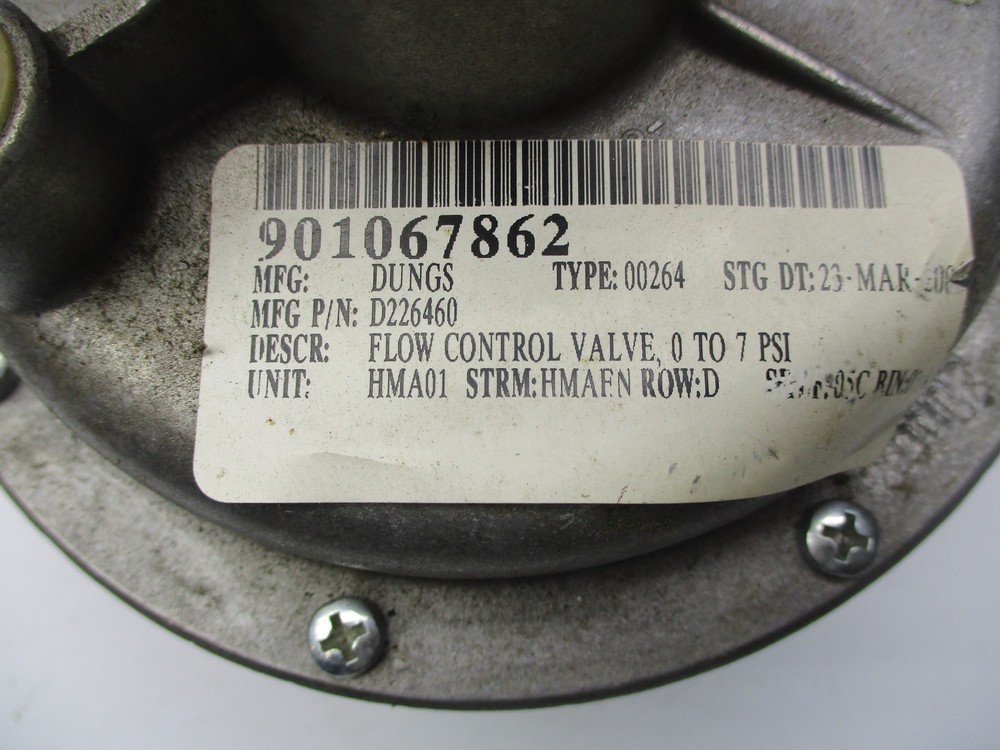 901067862
MFG: DUNGS TYPE: 00264 STG DT: 23-MAR-
MFG P/N: D226460
DESCR: FLOW CONTROL VALVE, 0 TO 7 PSI
UNIT: HMA01 STRM: HMAFN ROW:D